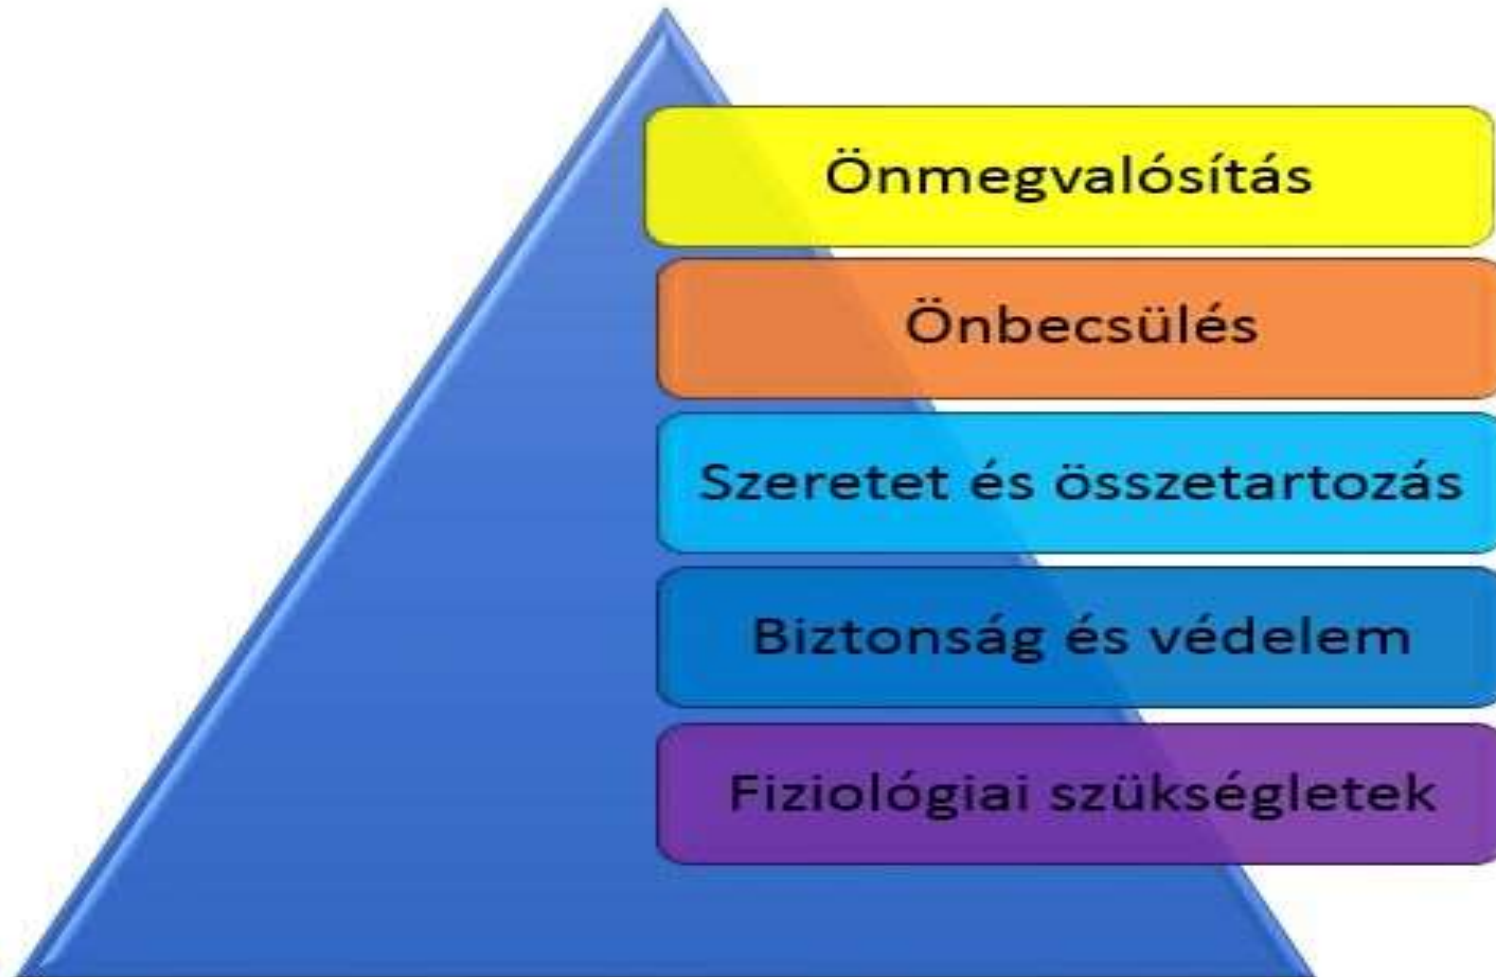 Önmegvalósítás
Önbecsülés
Szeretet és összetartozás
Biztonság és védelem
Fiziológiai szükségletek